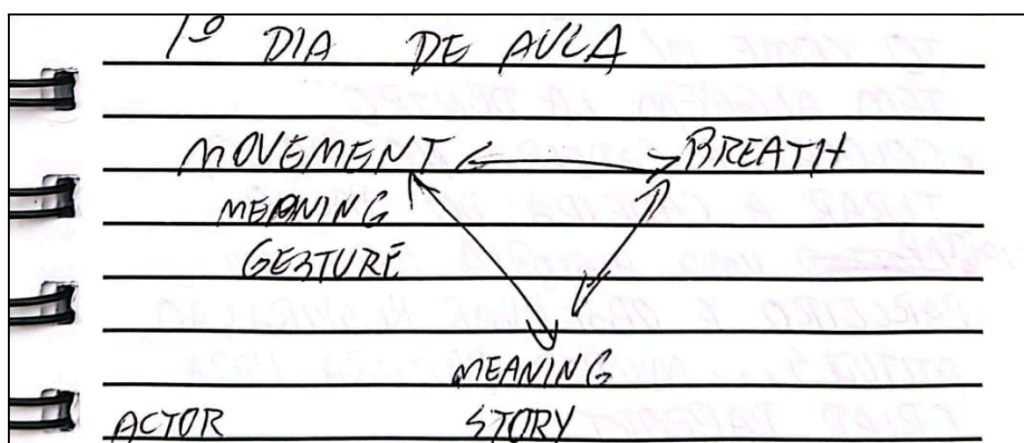 1º DIA DE AULA
MOVEMENT BREATH
MEANING
GESTURE
MEANING
ACTOR STORY